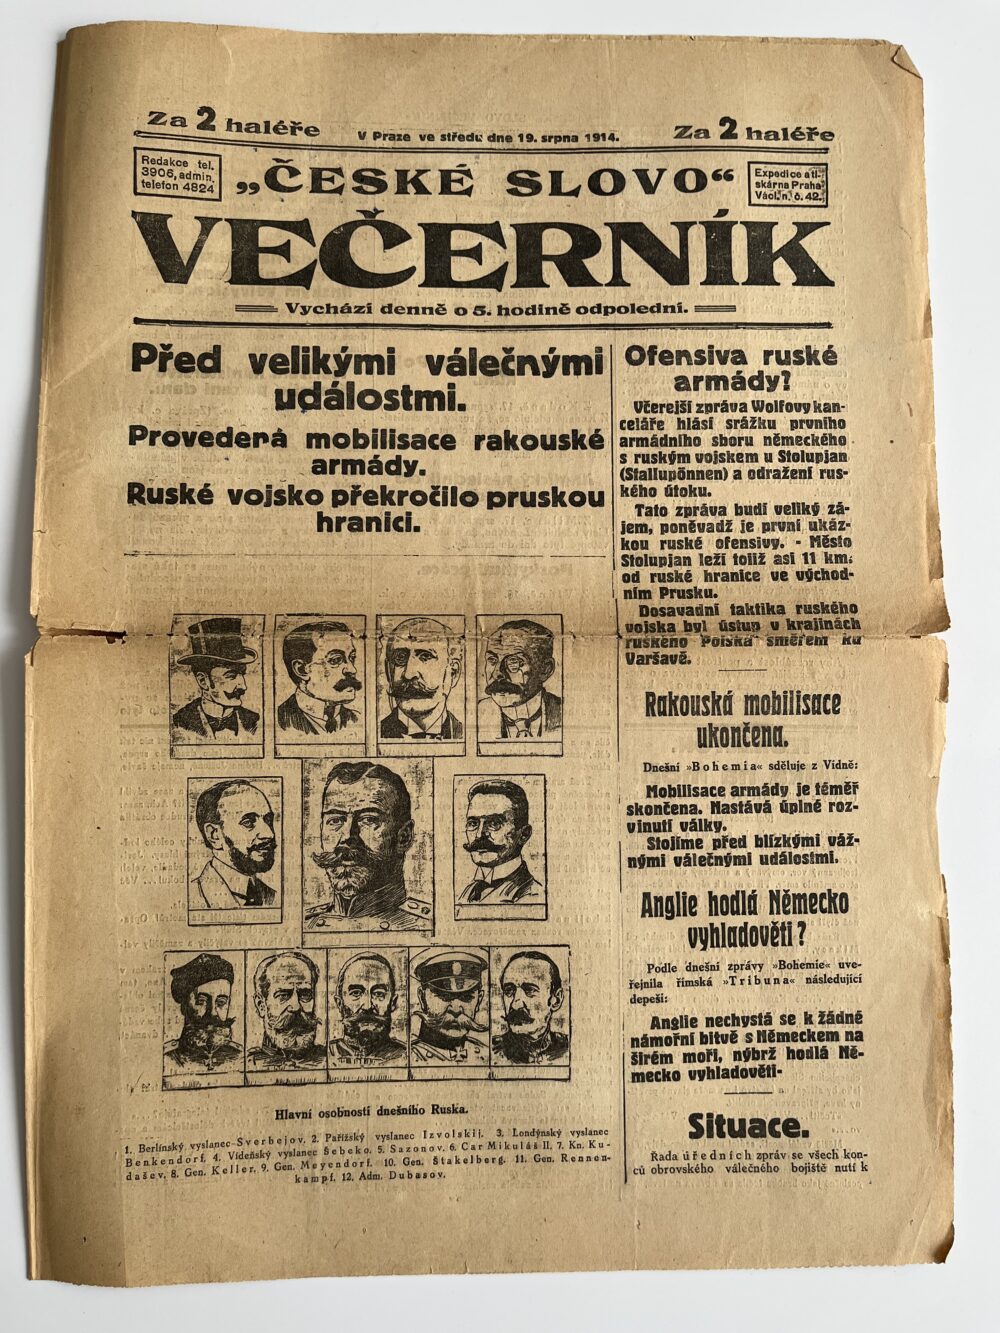 Za 2 haléře
V Praze ve středu dne 19. srpna 1914.
Za 2 haléře
Redakce tel.
3906, admin.
telefon 4824
„ČESKÉ SLOVO“
Expedice a ti-
skárna Praha
Václ. n. č. 42.
VEČERNÍK
Vychází denně o 5. hodině odpolední.
Před velikými válečnými
událostmi.
Provedená mobilisace rakouské
armády.
Ruské vojsko překročilo pruskou
hranici.
Hlavní osobnosti dnešního Ruska.
1. Berlínský vyslanec Sverbejov. 2. Pařížský vyslanec Izvolskij. 3. Londýnský vyslanec
Benkendorf. 4. Vídeňský vyslanec Šebeko. 5. Sazonov. 6. Car Mikuláš II. 7. Kn. Ku-
dašev. 8. Gen. Keller. 9. Gen. Meyendorf. 10. Gen. Štakelberg. 11. Gen. Rennen-
kampf. 12. Adm. Dubasov.
Ofensiva ruské
armády?
Včerejší zpráva Wolfovy kan-
celáře hlásí srážku prvního
armádního sboru německého
s ruským vojskem u Stolupjan
(Stallupönnen) a odražení rus-
kého útoku.
Tato zpráva budí veliký zá-
jem, poněvadž je první ukáz-
kou ruské ofensivy. - Město
Stolupjan leží totiž asi 11 km.
od ruské hranice ve východ-
ním Prusku.
Dosavadní taktika ruského
vojska byl ústup v krajinách
ruského Polska směrem ku
Varšavě.
Rakouská mobilisace
ukončena.
Dnešní »Bohemia« sděluje z Vídně:
Mobilisace armády je téměř
skončena. Nastává úplné roz-
vinutí války.
Stojíme před blízkými váž-
nými válečnými událostmi.
Anglie hodlá Německo
vyhladověti?
Podle dnešní zprávy »Bohemie« uve-
řejnila římská »Tribuna« následující
depeši:
Anglie nechystá se k žádné
námořní bitvě s Německem na
širém moři, nýbrž hodlá Ně-
mecko vyhladověti-
Situace.
Řada úředních zpráv se všech kon-
ců obrovského válečného bojiště nutí k